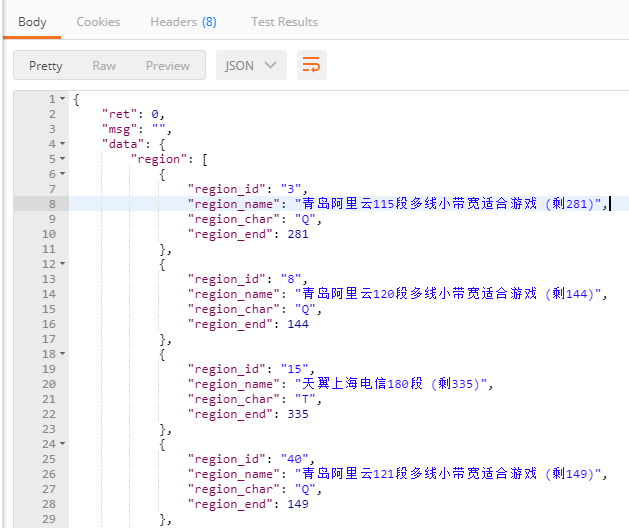 Body Cookies Headers (8) Test Results
Pretty Raw Preview JSON
1 {
2 "ret": 0,
3 "msg": "",
4 "data": {
5 "region": [
6 {
7 "region_id": "3",
8 "region_name": "青岛阿里云115段多线小带宽适合游戏 (剩281)",
9 "region_char": "Q",
10 "region_end": 281
11 },
12 {
13 "region_id": "8",
14 "region_name": "青岛阿里云120段多线小带宽适合游戏 (剩144)",
15 "region_char": "Q",
16 "region_end": 144
17 },
18 {
19 "region_id": "15",
20 "region_name": "天翼上海电信180段 (剩335)",
21 "region_char": "T",
22 "region_end": 335
23 },
24 {
25 "region_id": "40",
26 "region_name": "青岛阿里云121段多线小带宽适合游戏 (剩149)",
27 "region_char": "Q",
28 "region_end": 149
29 },